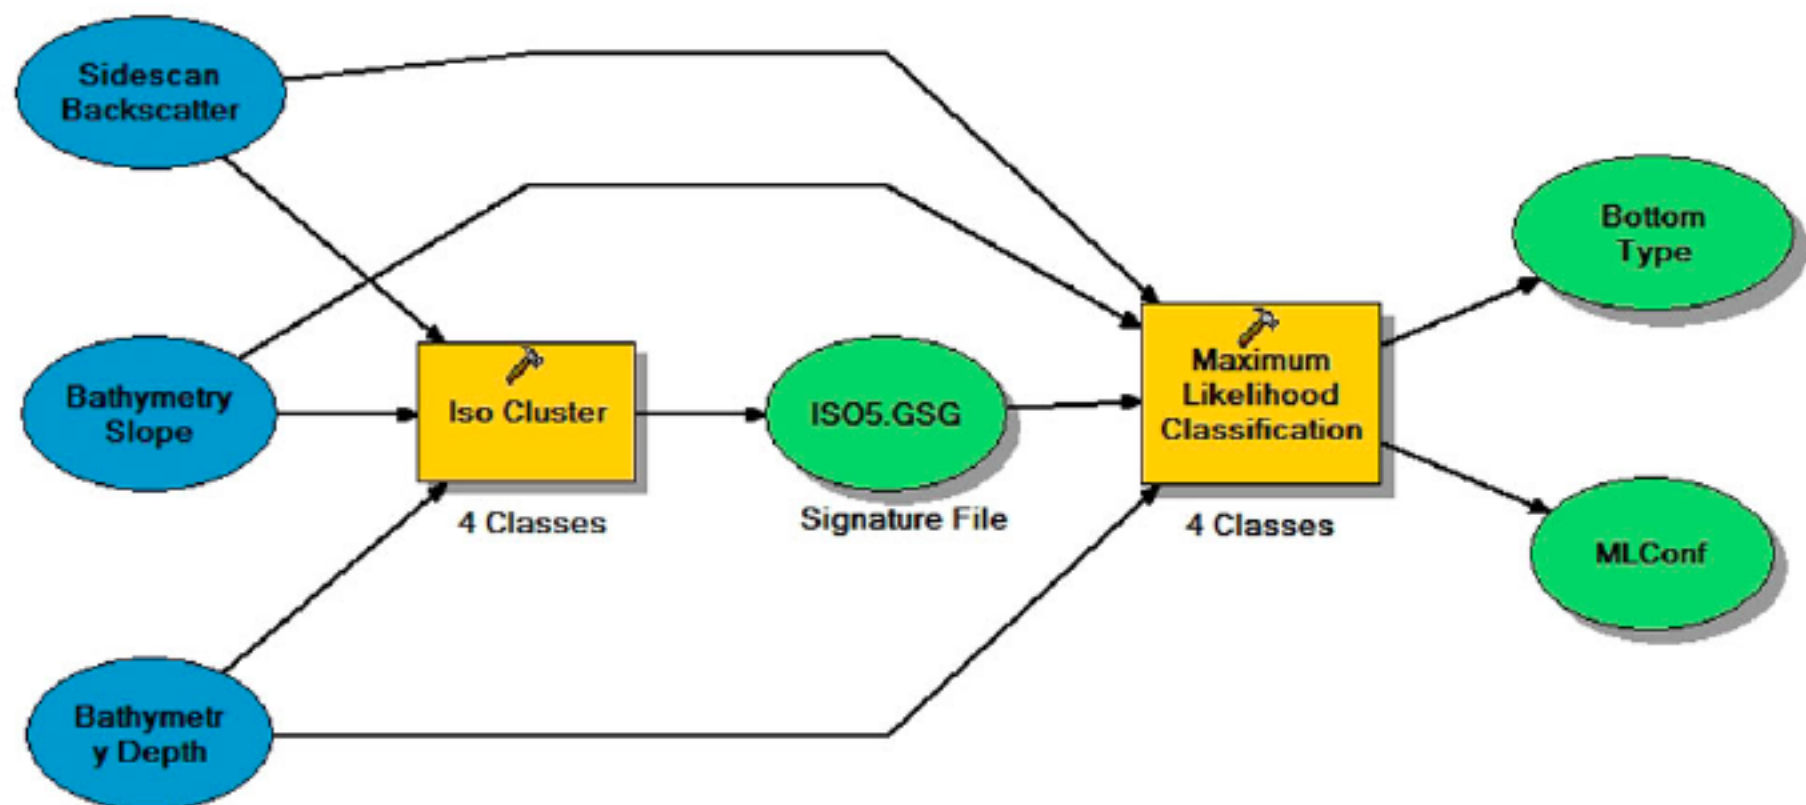 Sidescan
Backscatter
Bathymetry
Slope
Bathymetr
y Depth
Iso Cluster
4 Classes
ISO5.GSG
Signature File
Maximum
Likelihood
Classification
4 Classes
Bottom
Type
MLConf